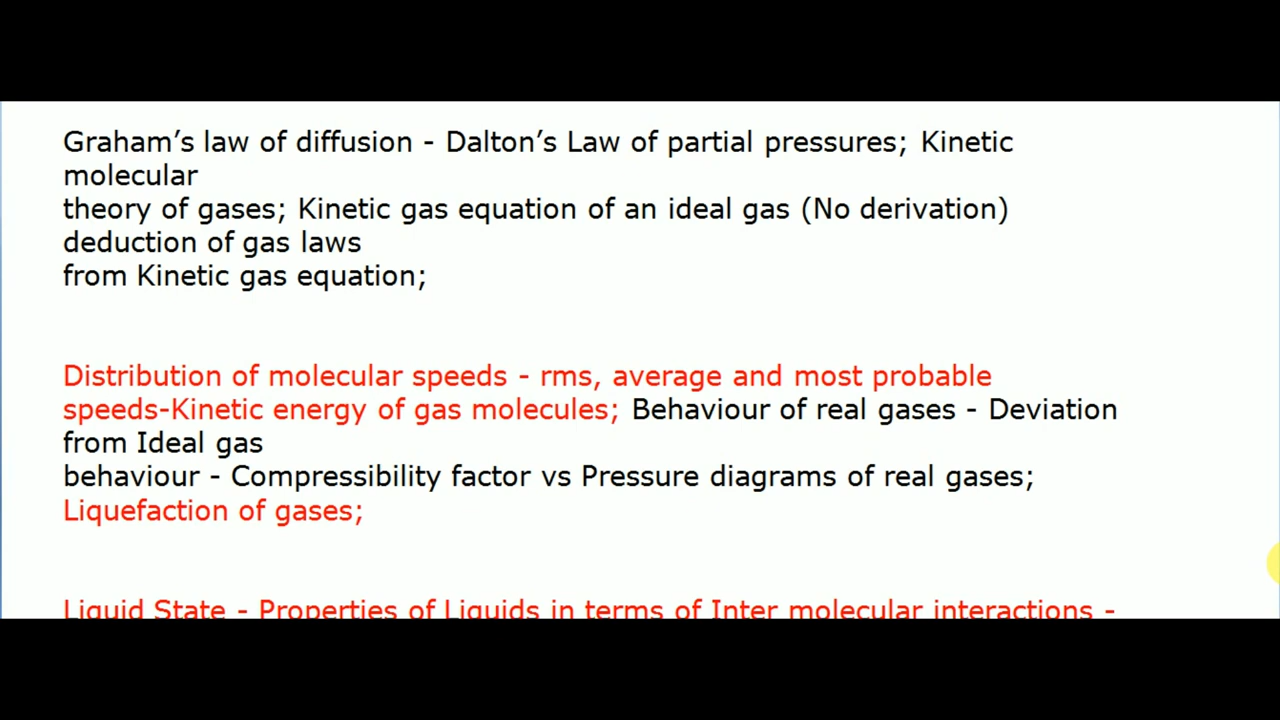 Graham’s law of diffusion - Dalton’s Law of partial pressures; Kinetic
molecular
theory of gases; Kinetic gas equation of an ideal gas (No derivation)
deduction of gas laws
from Kinetic gas equation;
Distribution of molecular speeds - rms, average and most probable
speeds-Kinetic energy of gas molecules; Behaviour of real gases - Deviation
from Ideal gas
behaviour - Compressibility factor vs Pressure diagrams of real gases;
Liquefaction of gases;
Liquid State - Properties of Liquids in terms of Inter molecular interactions -